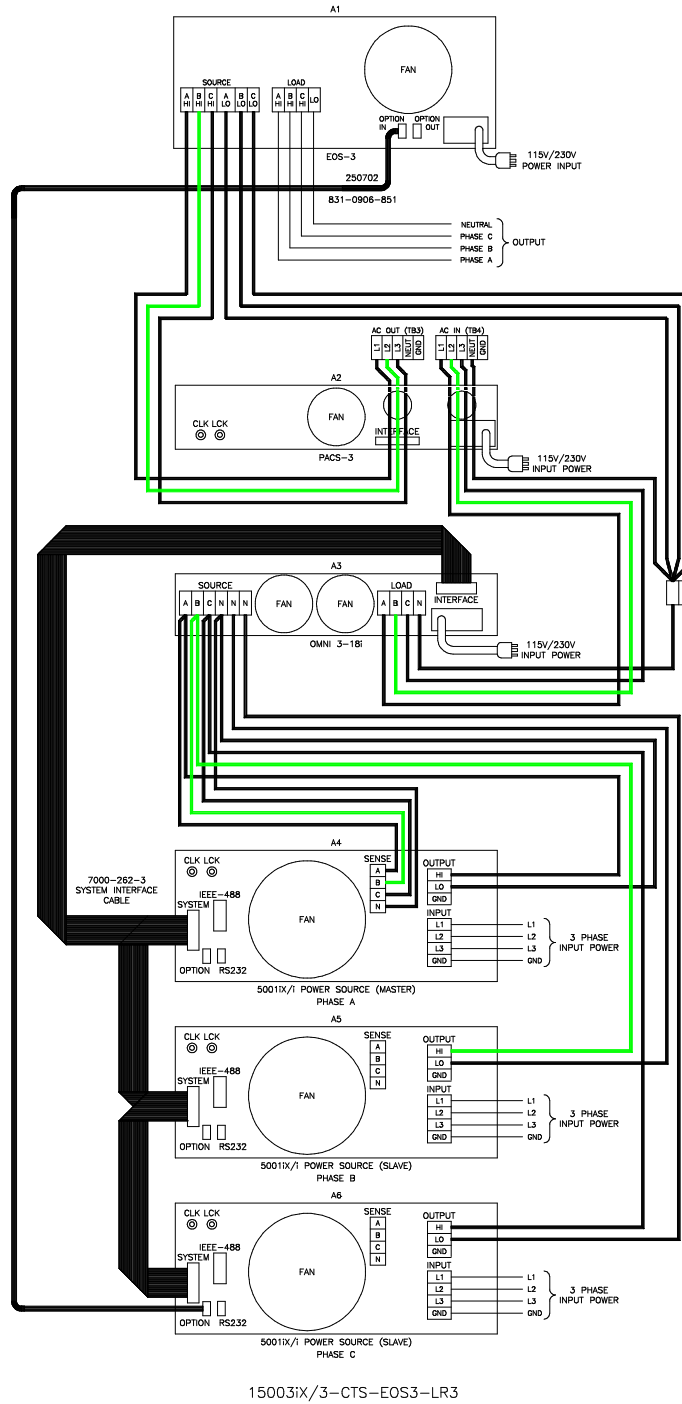 A1
FAN
SOURCE
LOAD
A HI
B HI
C HI
A LO
B LO
C LO
A HI
B HI
C HI
LO
OPTION IN
OPTION OUT
EOS-3
115V/230V
POWER INPUT
250702
831-0906-851
NEUTRAL
PHASE C
PHASE B
PHASE A
OUTPUT
AC OUT (TB3)
AC IN (TB4)
L1 L2 L3 NEUT GND
L1 L2 L3 NEUT GND
A2
CLK LCK
FAN
INTERFACE
PACS-3
115V/230V
INPUT POWER
A3
SOURCE
LOAD
A B C N N N N
FAN
FAN
A B C N
INTERFACE
OMNI 3-18i
115V/230V
INPUT POWER
A4
7000-262-3
SYSTEM INTERFACE
CABLE
CLK LCK
IEEE-488
SYSTEM
OPTION RS232
FAN
SENSE
A
B
C
N
OUTPUT
HI
LO
GND
INPUT
L1 L1
L2 L2
L3 L3
GND GND
3 PHASE
INPUT POWER
5001iX/i POWER SOURCE (MASTER)
PHASE A
A5
CLK LCK
IEEE-488
SYSTEM
OPTION RS232
FAN
SENSE
A
B
C
N
OUTPUT
HI
LO
GND
INPUT
L1 L1
L2 L2
L3 L3
GND GND
3 PHASE
INPUT POWER
5001iX/i POWER SOURCE (SLAVE)
PHASE B
A6
CLK LCK
IEEE-488
SYSTEM
OPTION RS232
FAN
SENSE
A
B
C
N
OUTPUT
HI
LO
GND
INPUT
L1 L1
L2 L2
L3 L3
GND GND
3 PHASE
INPUT POWER
5001iX/i POWER SOURCE (SLAVE)
PHASE C
15003iX/3-CTS-EOS3-LR3